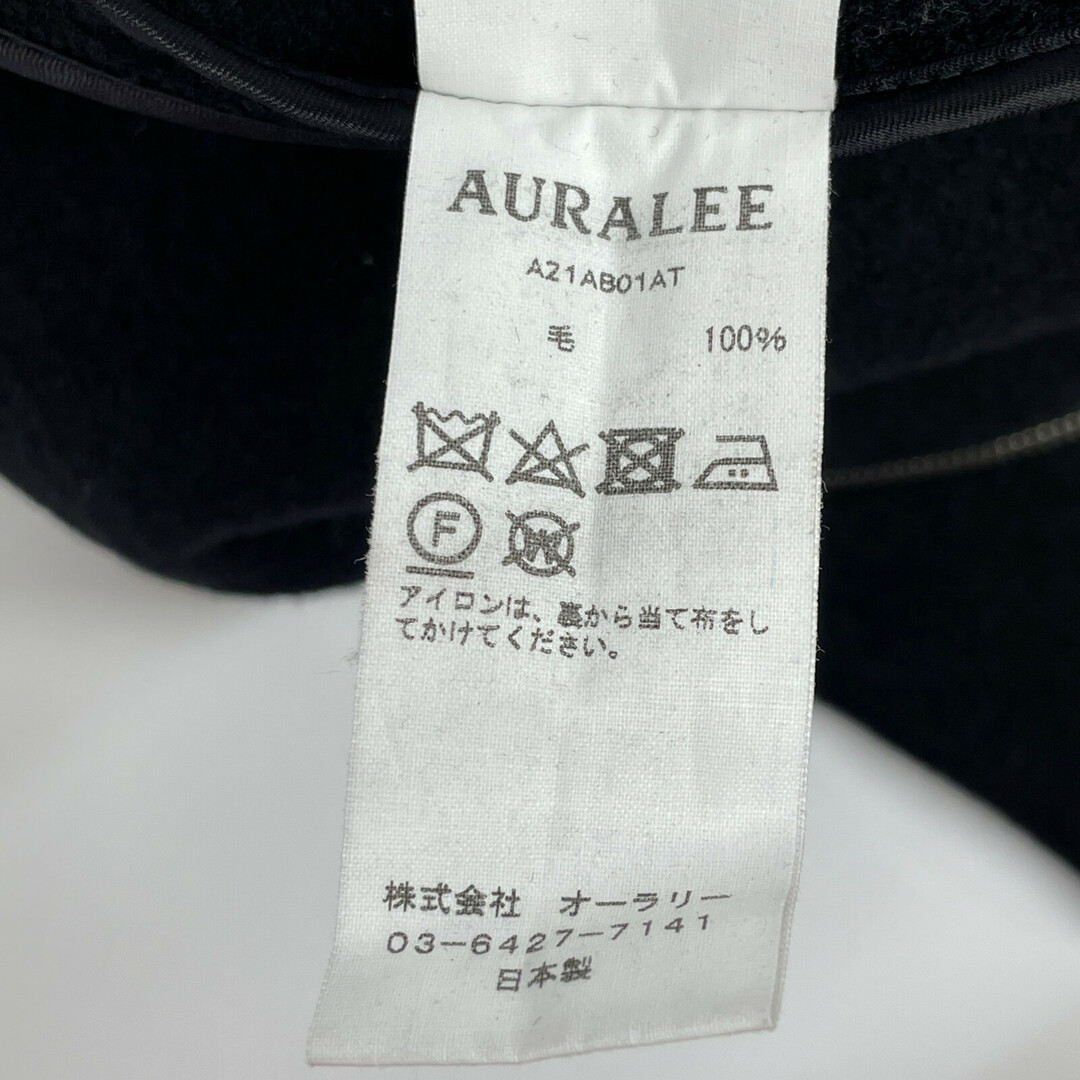 AURALEE
A21AB01AT
毛 100%
F
W
アイロンは、裏から当て布をし
てかけてください。
株式会社 オーラリー
03-6427-7141
日本製